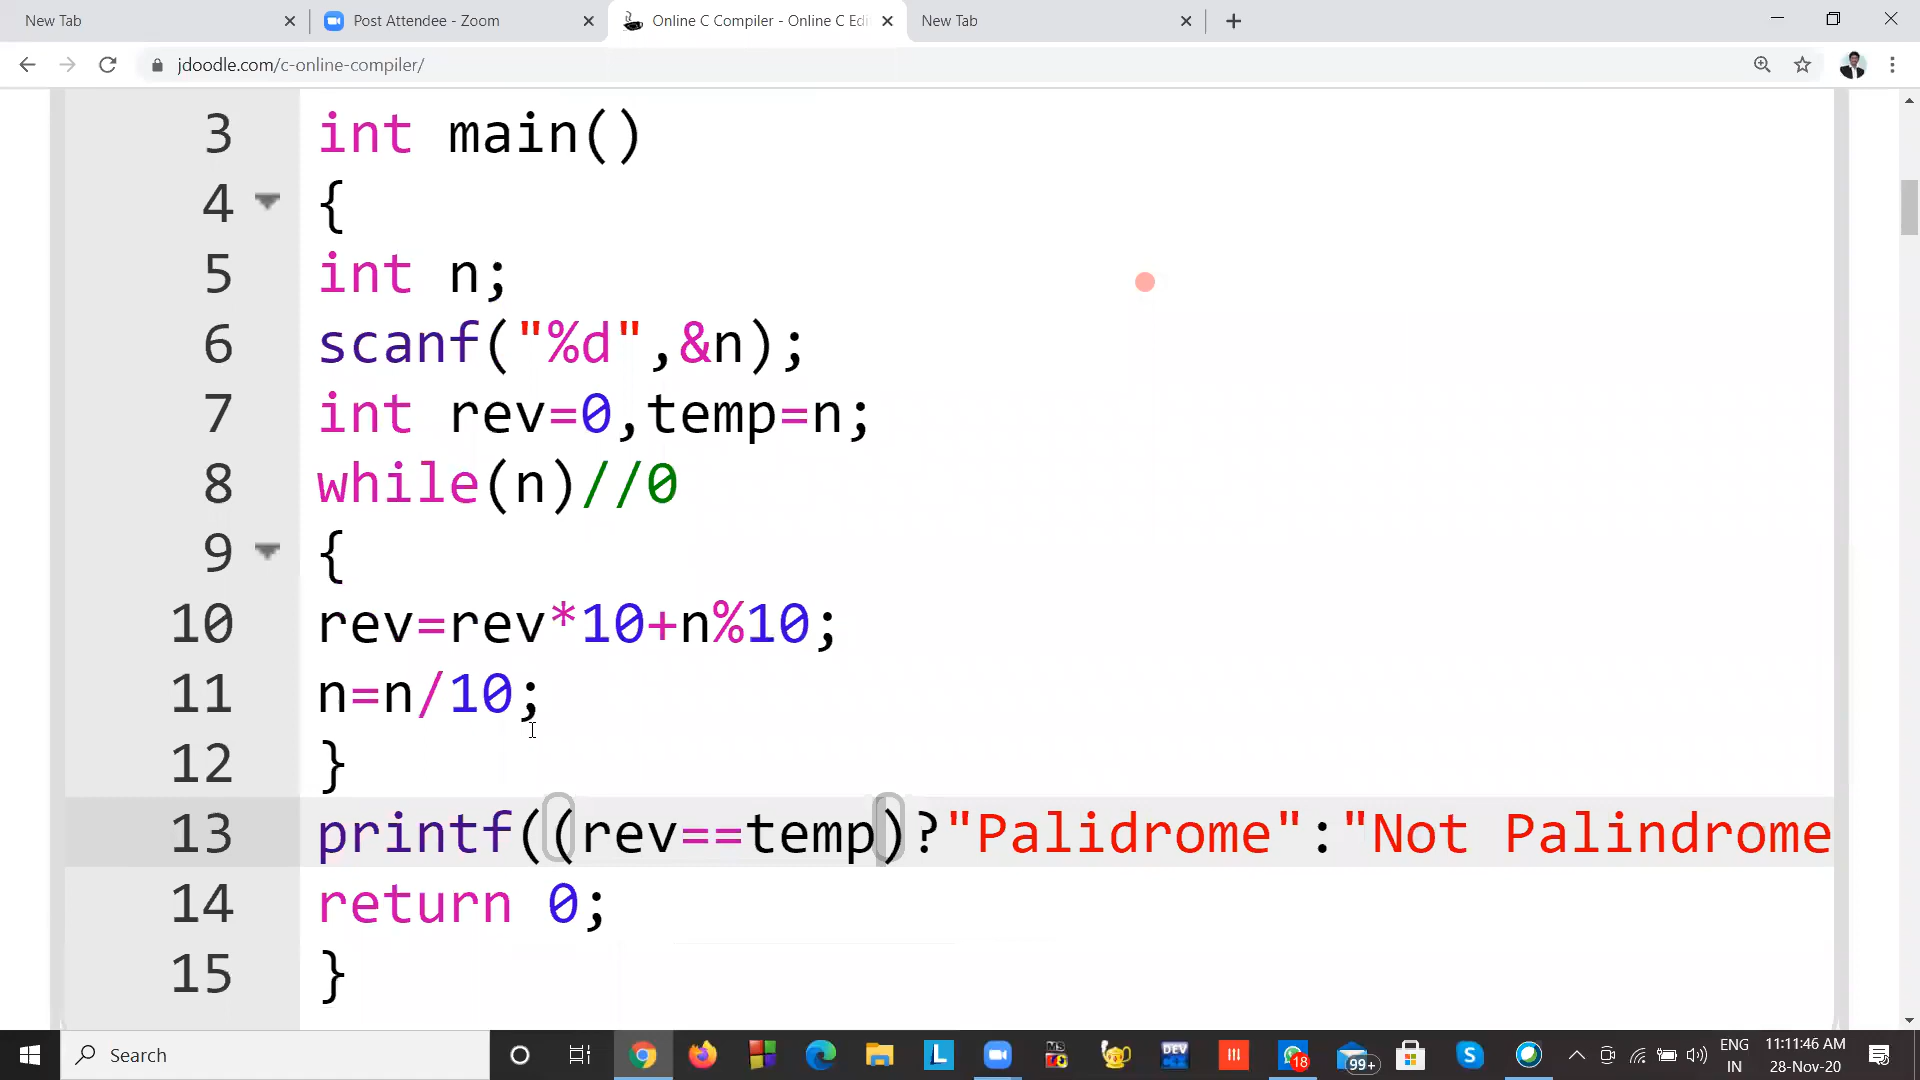 New Tab
Post Attendee - Zoom
Online C Compiler - Online C Edi
New Tab
jdoodle.com/c-online-compiler/
3 int main()
4 {
5 int n;
6 scanf("%d",&n);
7 int rev=0,temp=n;
8 while(n)//0
9 {
10 rev=rev*10+n%10;
11 n=n/10;
12 }
13 printf((rev==temp)?"Palidrome":"Not Palindrome
14 return 0;
15 }
Search
L
DEV
18
99+
S
ENG
IN
11:11:46 AM
28-Nov-20